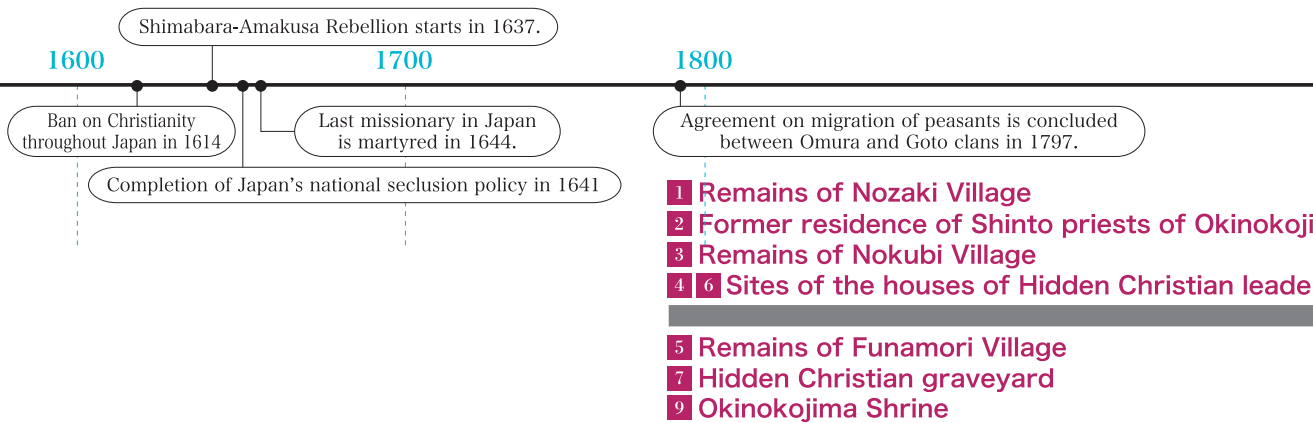 Shimabara-Amakusa Rebellion starts in 1637.
1600
1700
1800
Ban on Christianity
throughout Japan in 1614
Last missionary in Japan
is martyred in 1644.
Agreement on migration of peasants is concluded
between Omura and Goto clans in 1797.
Completion of Japan's national seclusion policy in 1641
1 Remains of Nozaki Village
2 Former residence of Shinto priests of Okinokoji
3 Remains of Nokubi Village
4 6 Sites of the houses of Hidden Christian leade
5 Remains of Funamori Village
7 Hidden Christian graveyard
9 Okinokojima Shrine